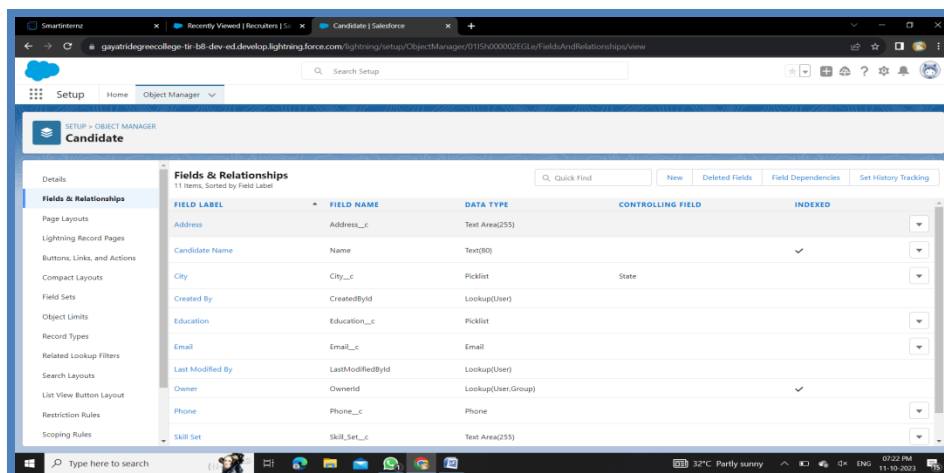 Smartinternz
Recently Viewed | Recruiters | Sa
Candidate | Salesforce
gayatridegreecollege-tir-b8-dev-ed.develop.lightning.force.com/lightning/setup/ObjectManager/01ISh000002EGLe/FieldsAndRelationships/view
Search Setup
Setup Home Object Manager
SETUP > OBJECT MANAGER
Candidate
Details
Fields & Relationships
Page Layouts
Lightning Record Pages
Buttons, Links, and Actions
Compact Layouts
Field Sets
Object Limits
Record Types
Related Lookup Filters
Search Layouts
List View Button Layout
Restriction Rules
Scoping Rules
Fields & Relationships
11 Items, Sorted by Field Label
Quick Find New Deleted Fields Field Dependencies Set History Tracking
FIELD LABEL FIELD NAME DATA TYPE CONTROLLING FIELD INDEXED
Address Address__c Text Area(255)
Candidate Name Name Text(80)
City City__c Picklist State
Created By CreatedById Lookup(User)
Education Education__c Picklist
Email Email__c Email
Last Modified By LastModifiedById Lookup(User)
Owner OwnerId Lookup(User,Group)
Phone Phone__c Phone
Skill Set Skill_Set__c Text Area(255)
Type here to search
32°C Partly sunny ENG 07:22 PM
11-10-2023